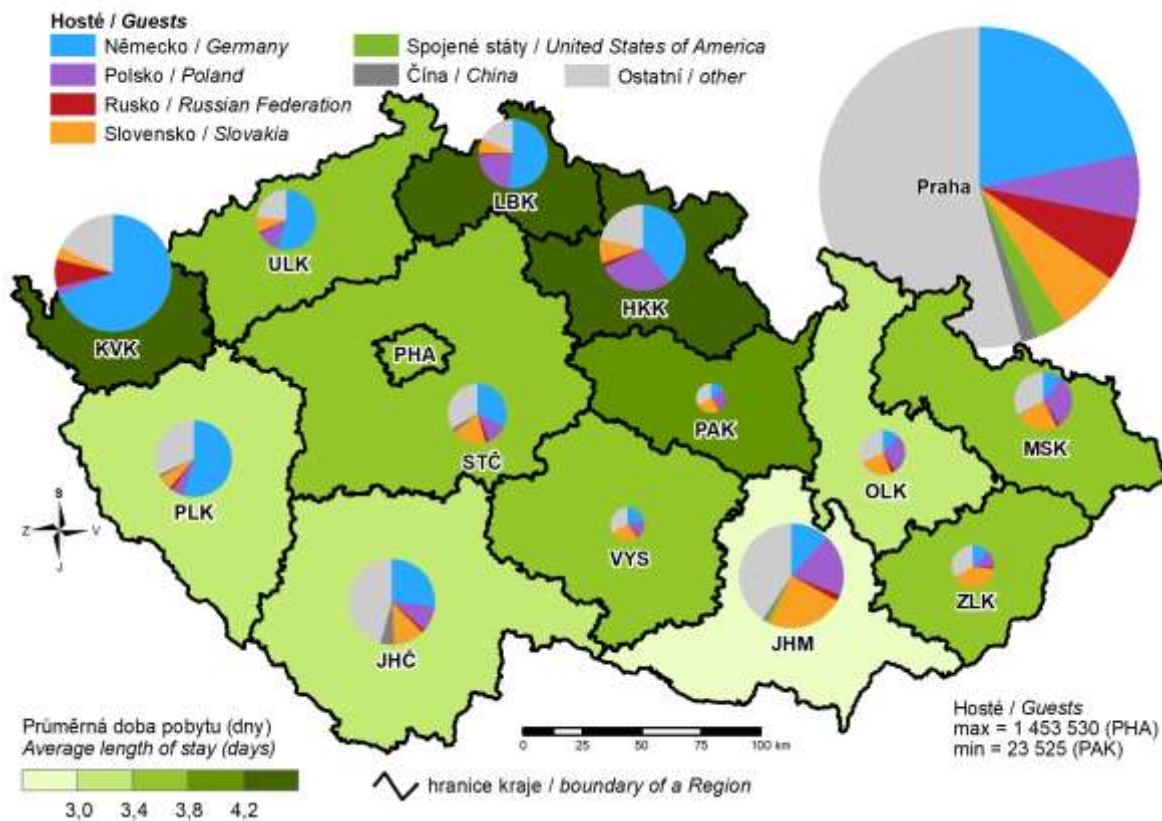 Hosté / Guests
Německo / Germany
Polsko / Poland
Rusko / Russian Federation
Slovensko / Slovakia
Spojené státy / United States of America
Čína / China
Ostatní / other
Praha
LBK
ULK
HKK
KVK
PHA
PAK
STČ
MSK
OLK
PLK
VYS
ZLK
JHČ
JHM
S
Z V
J
Průměrná doba pobytu (dny)
Average length of stay (days)
3,0 3,4 3,8 4,2
0 25 50 75 100 km
hranice kraje / boundary of a Region
Hosté / Guests
max = 1 453 530 (PHA)
min = 23 525 (PAK)